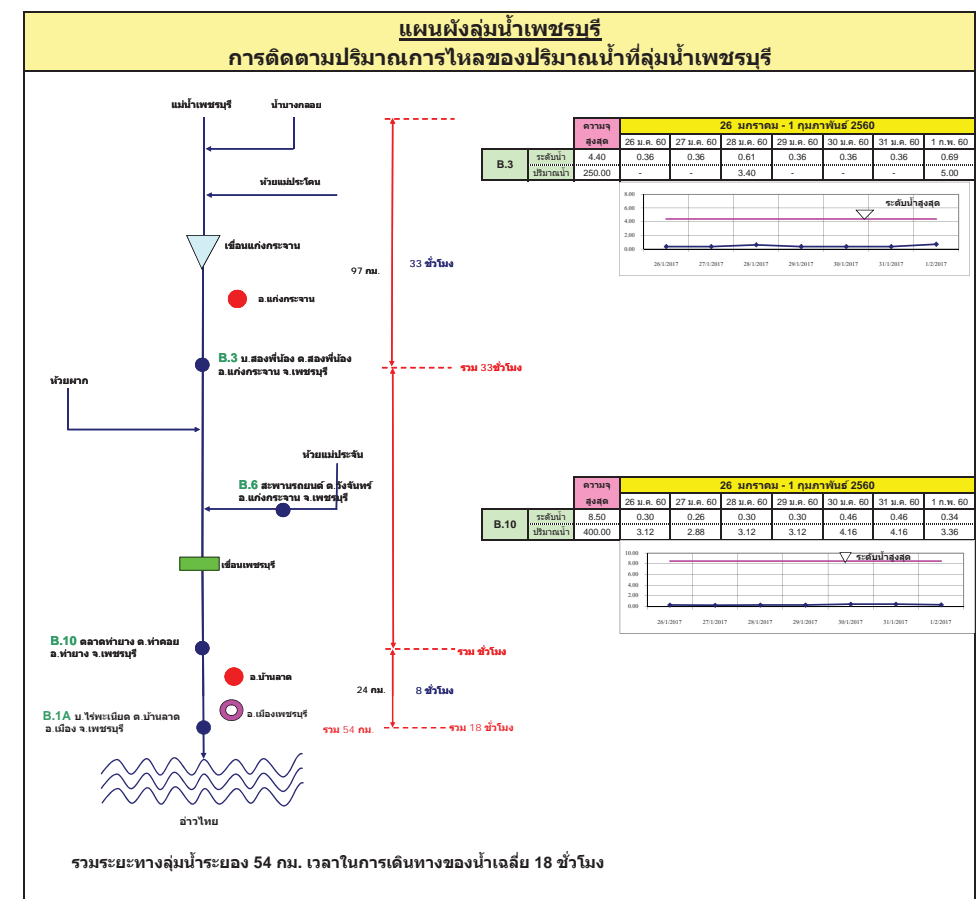 แผนผังลุ่มน้ำเพชรบุรี
การติดตามปริมาณการไหลของปริมาณน้ำที่ลุ่มน้ำเพชรบุรี
แม่น้ำเพชรบุรี
น้ำบางกลอย
ห้วยแม่ประโดน
เขื่อนแก่งกระจาน
97 กม.
33 ชั่วโมง
อ.แก่งกระจาน
B.3 บ.สองพี่น้อง ต.สองพี่น้อง
อ.แก่งกระจาน จ.เพชรบุรี
รวม 33ชั่วโมง
ห้วยผาก
ห้วยแม่ประจัน
B.6 สะพานรถยนต์ ต.วังจันทร์
อ.แก่งกระจาน จ.เพชรบุรี
เขื่อนเพชรบุรี
B.10 ตลาดท่ายาง ต.ท่าคอย
อ.ท่ายาง จ.เพชรบุรี
รวม ชั่วโมง
อ.บ้านลาด
24 กม.
8 ชั่วโมง
B.1A บ.ไร่พะเนียด ต.บ้านลาด
อ.เมือง จ.เพชรบุรี
อ.เมืองเพชรบุรี
รวม 54 กม.
รวม 18 ชั่วโมง
อ่าวไทย
รวมระยะทางลุ่มน้ำระยอง 54 กม. เวลาในการเดินทางของน้ำเฉลี่ย 18 ชั่วโมง
ความจุ 26 มกราคม - 1 กุมภาพันธ์ 2560
สูงสุด 26 ม.ค. 60 27 ม.ค. 60 28 ม.ค. 60 29 ม.ค. 60 30 ม.ค. 60 31 ม.ค. 60 1 ก.พ. 60
B.3 ระดับน้ำ 4.40 0.36 0.36 0.61 0.36 0.36 0.36 0.69
ปริมาณน้ำ 250.00 - - 3.40 - - - 5.00
ระดับน้ำสูงสุด
8.00
6.00
4.00
2.00
0.00
26/1/2017 27/1/2017 28/1/2017 29/1/2017 30/1/2017 31/1/2017 1/2/2017
ความจุ 26 มกราคม - 1 กุมภาพันธ์ 2560
สูงสุด 26 ม.ค. 60 27 ม.ค. 60 28 ม.ค. 60 29 ม.ค. 60 30 ม.ค. 60 31 ม.ค. 60 1 ก.พ. 60
B.10 ระดับน้ำ 8.50 0.30 0.26 0.30 0.30 0.46 0.46 0.34
ปริมาณน้ำ 400.00 3.12 2.88 3.12 3.12 4.16 4.16 3.36
ระดับน้ำสูงสุด
10.00
8.00
6.00
4.00
2.00
0.00
26/1/2017 27/1/2017 28/1/2017 29/1/2017 30/1/2017 31/1/2017 1/2/2017